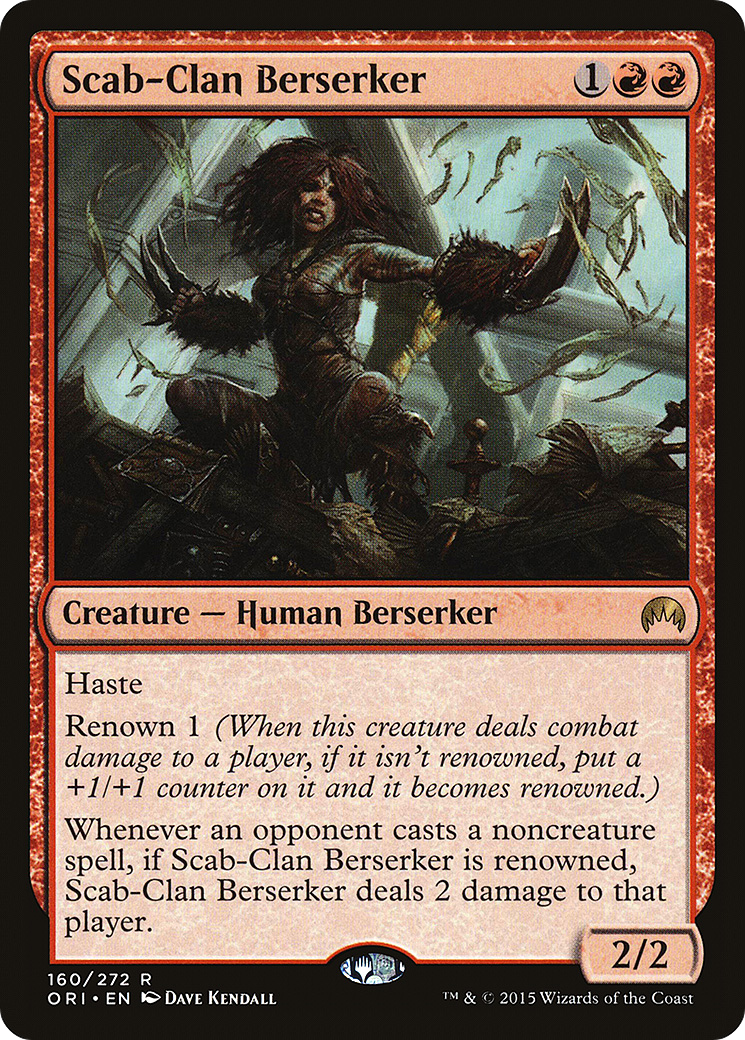 Scab-Clan Berserker 1
Creature — Human Berserker
Haste
Renown 1 (When this creature deals combat
damage to a player, if it isn't renowned, put a
+1/+1 counter on it and it becomes renowned.)
Whenever an opponent casts a noncreature
spell, if Scab-Clan Berserker is renowned,
Scab-Clan Berserker deals 2 damage to that
player.
2/2
160/272 R
ORI • EN Dave Kendall
™ & © 2015 Wizards of the Coast